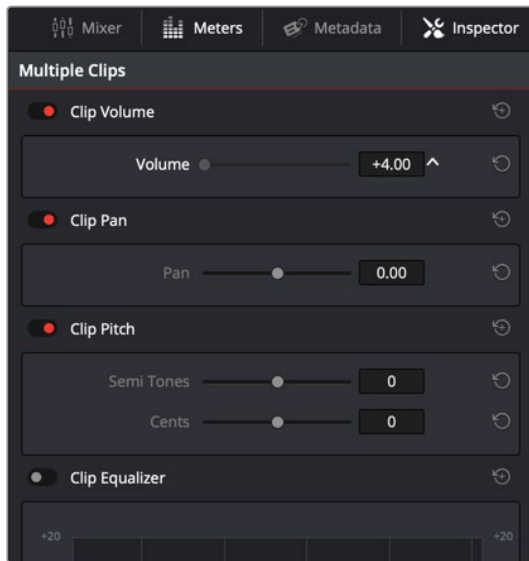 Mixer Meters Metadata Inspector
Multiple Clips
Clip Volume
Volume +4.00
Clip Pan
Pan 0.00
Clip Pitch
Semi Tones 0
Cents 0
Clip Equalizer
+20 +20